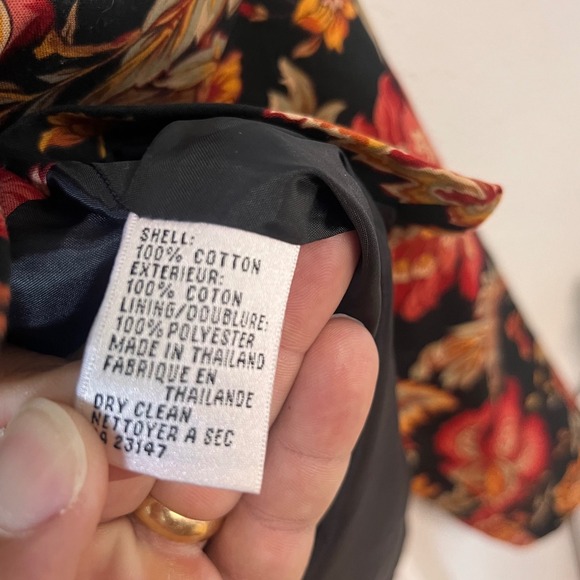 SHELL:
100% COTTON
EXTERIEUR:
100% COTON
LINING/DOUBLURE:
100% POLYESTER
MADE IN THAILAND
FABRIQUE EN
THAILANDE
DRY CLEAN
NETTOYER A SEC
23147